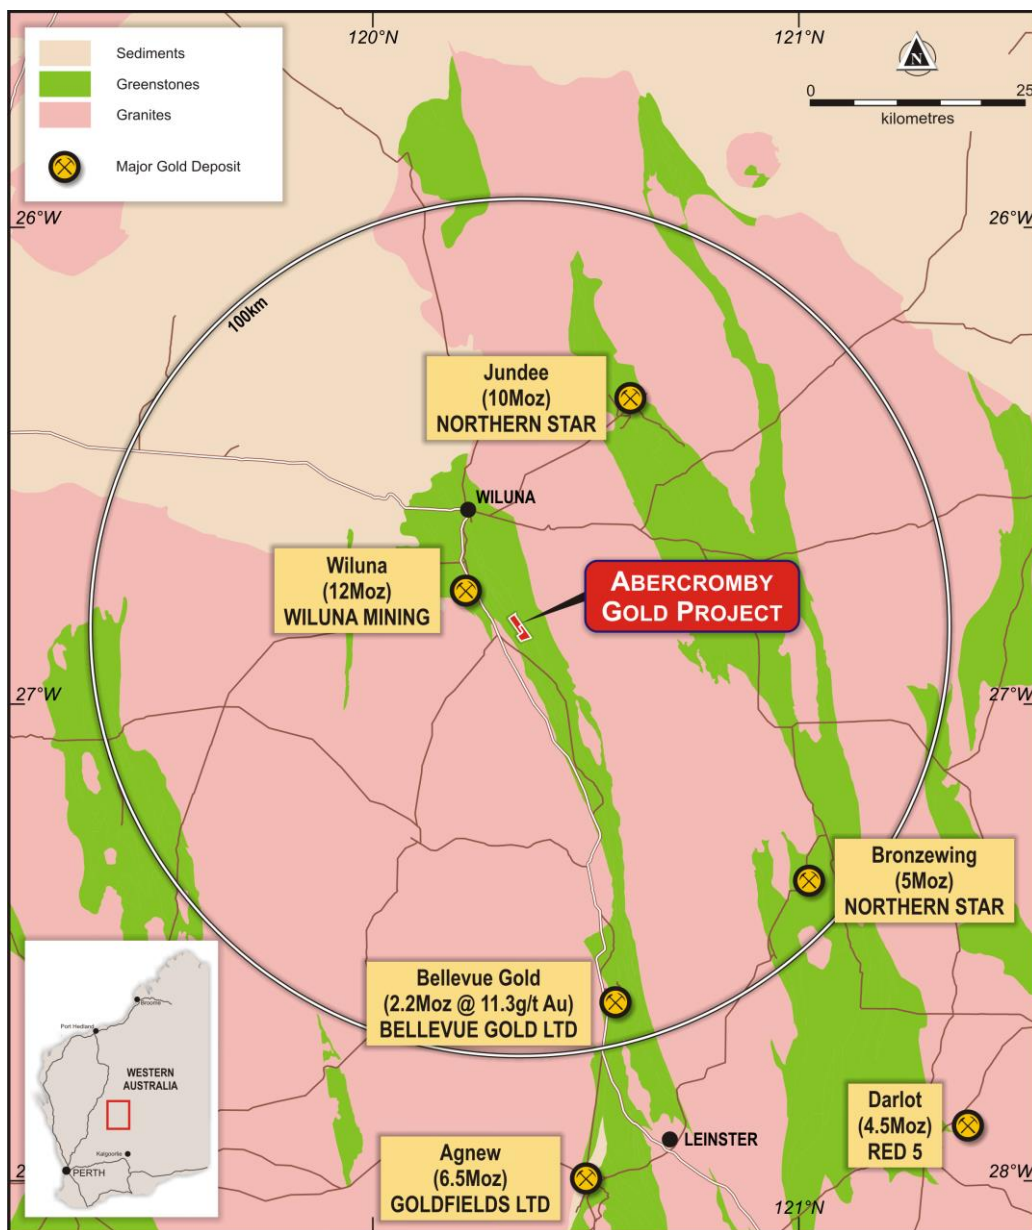 120°N
121°N
Sediments
Greenstones
Granites
Major Gold Deposit
N
0
25
kilometres
26°W
26°W
100km
Jundee
(10Moz)
NORTHERN STAR
WILUNA
Wiluna
(12Moz)
WILUNA MINING
ABERCROMBY
GOLD PROJECT
27°W
27°W
Bronzewing
(5Moz)
NORTHERN STAR
Bellevue Gold
(2.2Moz @ 11.3g/t Au)
BELLEVUE GOLD LTD
Broome
Port Hedland
WESTERN
AUSTRALIA
Kalgoorlie
PERTH
Darlot
(4.5Moz)
RED 5
LEINSTER
Agnew
(6.5Moz)
GOLDFIELDS LTD
28°W
121°N